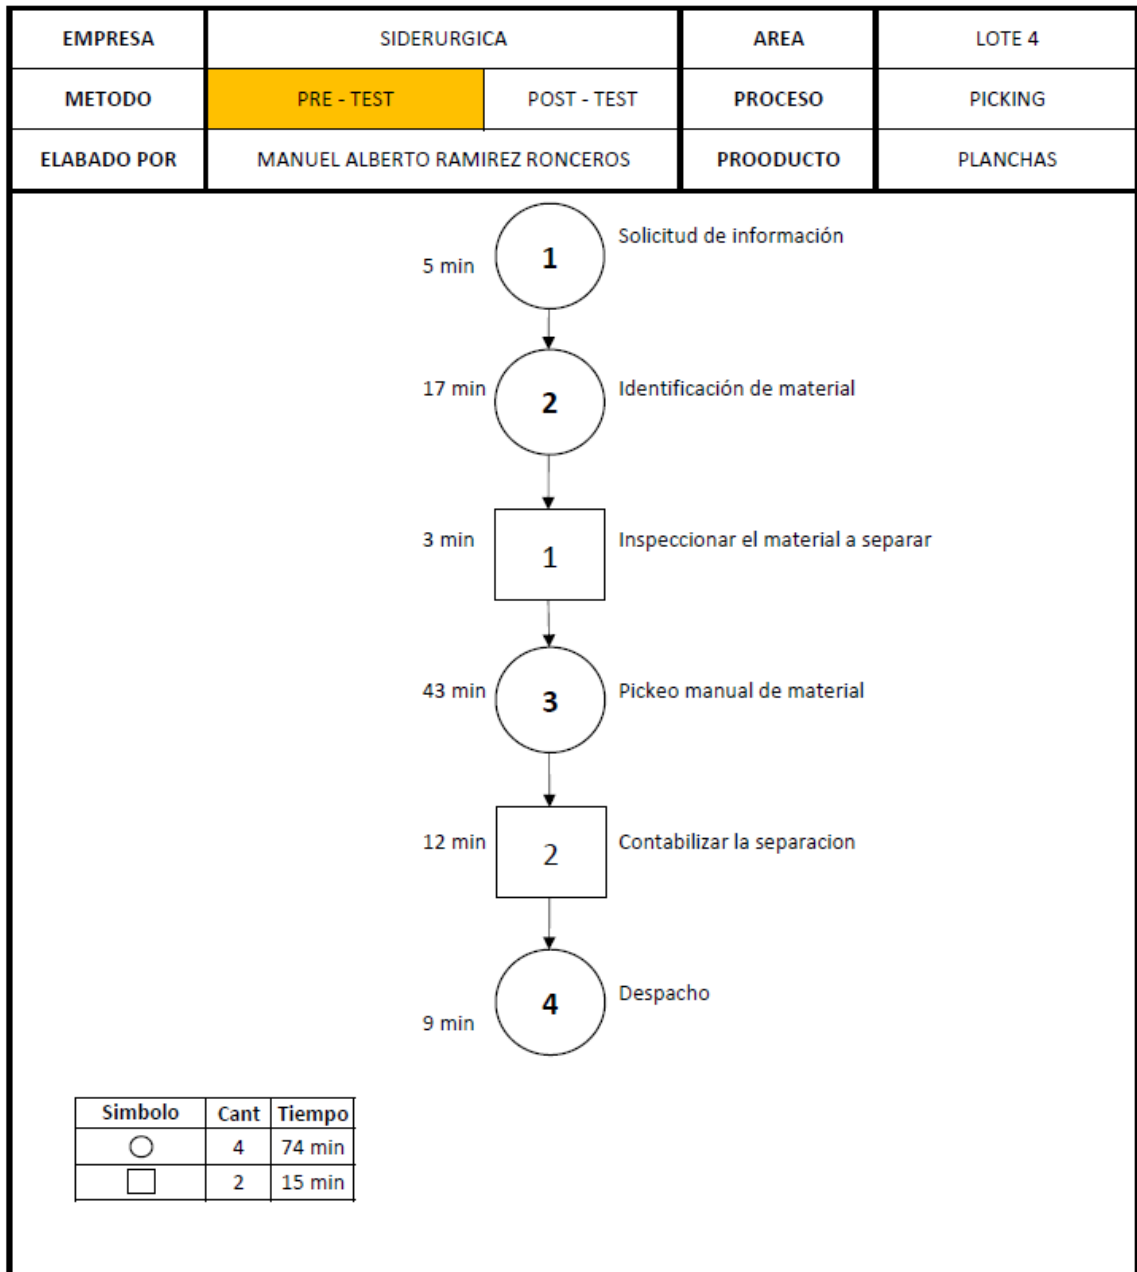 EMPRESA SIDERURGICA AREA LOTE 4
METODO PRE - TEST POST - TEST PROCESO PICKING
ELABADO POR MANUEL ALBERTO RAMIREZ RONCEROS PROODUCTO PLANCHAS
Solicitud de información
5 min 1
17 min Identificación de material
2
3 min Inspeccionar el material a separar
1
43 min 3 Pickeo manual de material
12 min Contabilizar la separacion
2
Despacho
4
9 min
Simbolo Cant Tiempo
4 74 min
2 15 min